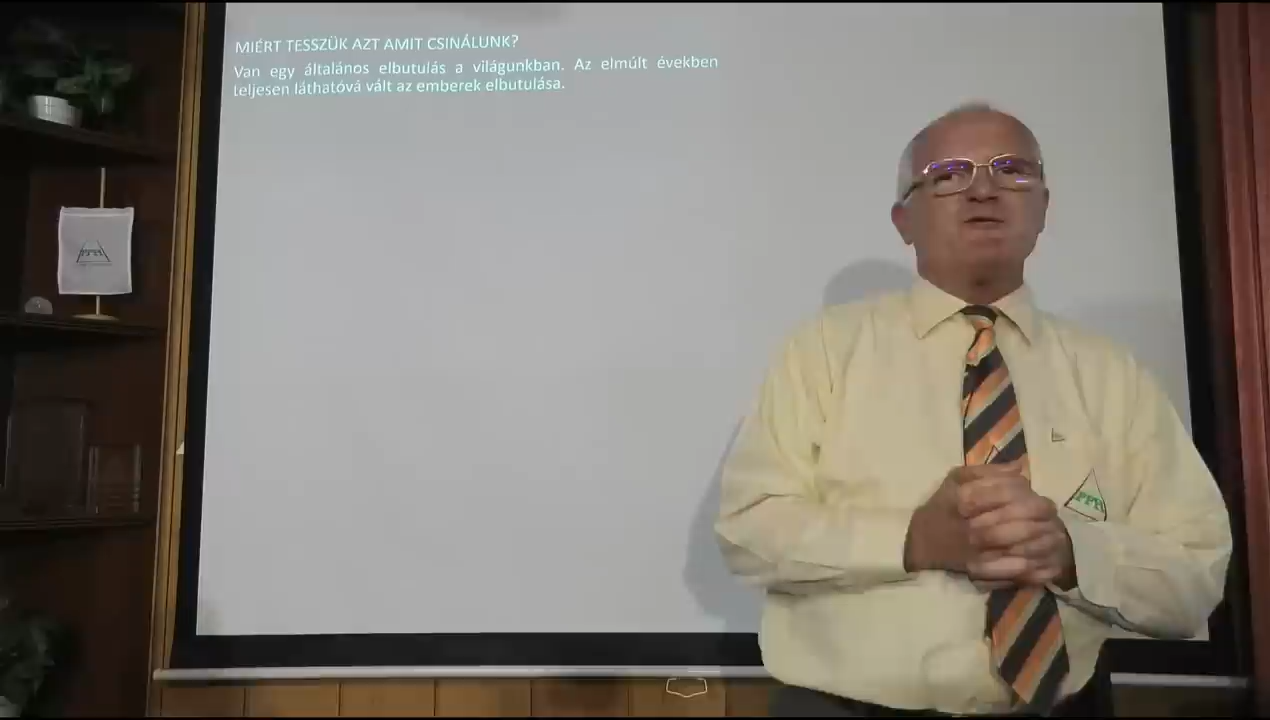 MIÉRT TESSZÜK AZT AMIT CSINÁLUNK?
Van egy általános elbutulás a világunkban. Az elmúlt években
teljesen láthatóvá vált az emberek elbutulása.